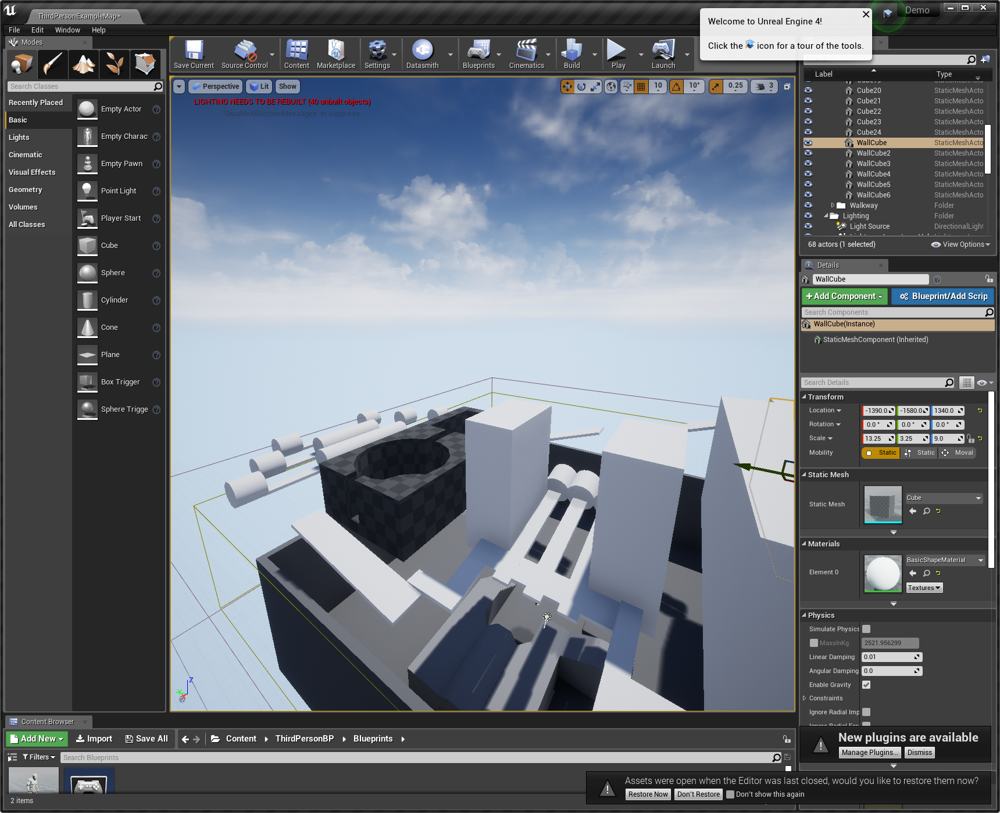 ThirdPersonExampleMap*
Demo
File Edit Window Help
Welcome to Unreal Engine 4!
Click the icon for a tour of the tools.
Modes
Search Classes
Recently Placed
Basic
Lights
Cinematic
Visual Effects
Geometry
Volumes
All Classes
Empty Actor
Empty Charac
Empty Pawn
Point Light
Player Start
Cube
Sphere
Cylinder
Cone
Plane
Box Trigger
Sphere Trigge
Save Current
Source Control
Content
Marketplace
Settings
Datasmith
Blueprints
Cinematics
Build
Play
Launch
Perspective
Lit
Show
10
10°
0.25
3
LIGHTING NEEDS TO BE REBUILT (40 unbuilt objects)
'DisableAllScreenMessages' to suppress
Z
Label Type
Cube20 StaticMeshActo
Cube21 StaticMeshActo
Cube22 StaticMeshActo
Cube23 StaticMeshActo
Cube24 StaticMeshActo
WallCube StaticMeshActo
WallCube2 StaticMeshActo
WallCube3 StaticMeshActo
WallCube4 StaticMeshActo
WallCube5 StaticMeshActo
WallCube6 StaticMeshActo
Walkway Folder
Lighting Folder
Light Source DirectionalLight
68 actors (1 selected)
View Options
Details
WallCube
+ Add Component
Blueprint/Add Scrip
Search Components
WallCube(Instance)
StaticMeshComponent (Inherited)
Search Details
Transform
Location -1390.0 -1580.0 1340.0
Rotation 0.0 ° 0.0 ° 0.0 °
Scale 13.25 3.25 9.0
Mobility Static Static Moval
Static Mesh
Static Mesh Cube
Materials
Element 0 BasicShapeMaterial
Textures
Physics
Simulate Physics
MassInKg 2521.956299
Linear Damping 0.01
Angular Damping 0.0
Enable Gravity
Constraints
Ignore Radial Imp
New plugins are available
Manage Plugins... Dismiss
Content Browser
Add New Import Save All
Content ThirdPersonBP Blueprints
Filters
Search Blueprints
2 items
Assets were open when the Editor was last closed, would you like to restore them now?
Restore Now Don't Restore Don't show this again